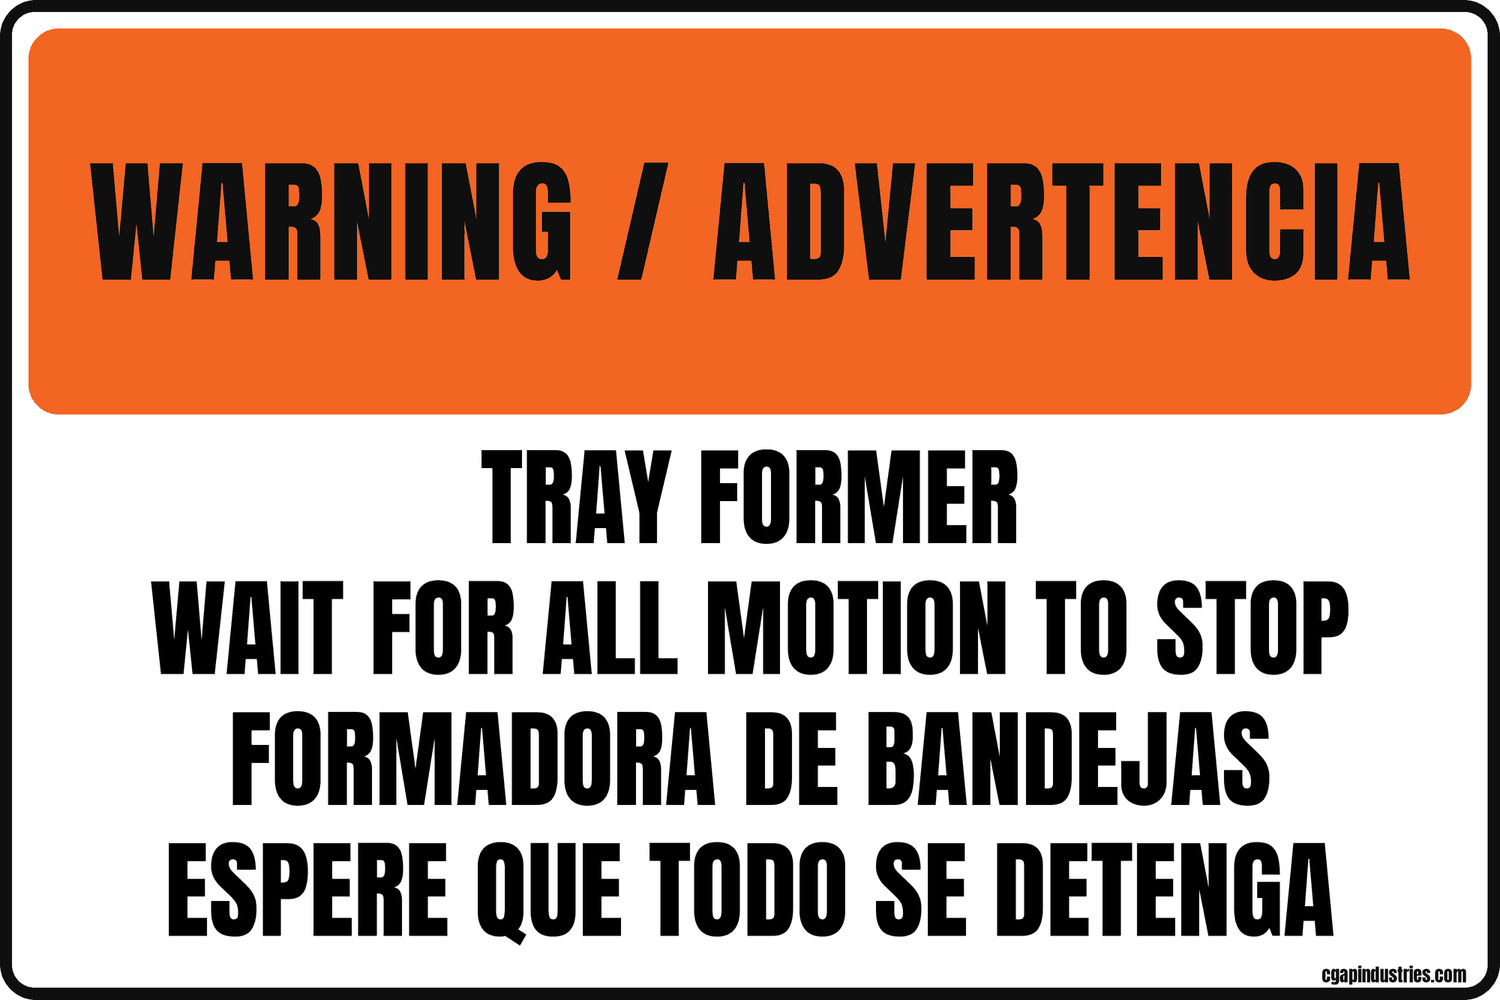 WARNING / ADVERTENCIA
TRAY FORMER
WAIT FOR ALL MOTION TO STOP
FORMADORA DE BANDEJAS
ESPERE QUE TODO SE DETENGA
cgapindustries.com